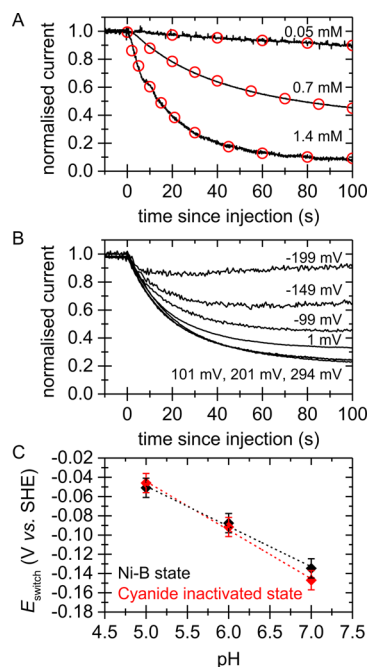 A
1.0
0.8
0.6
0.4
0.2
0.0
normalised current
0.05 mM
0.7 mM
1.4 mM
0 20 40 60 80 100
time since injection (s)
B
1.0
0.8
0.6
0.4
0.2
0.0
normalised current
-199 mV
-149 mV
-99 mV
1 mV
101 mV, 201 mV, 294 mV
0 20 40 60 80 100
time since injection (s)
C
-0.02
-0.04
-0.06
-0.08
-0.10
-0.12
-0.14
-0.16
-0.18
Eswitch (V vs. SHE)
Ni-B state
Cyanide inactivated state
4.5 5.0 5.5 6.0 6.5 7.0 7.5
pH